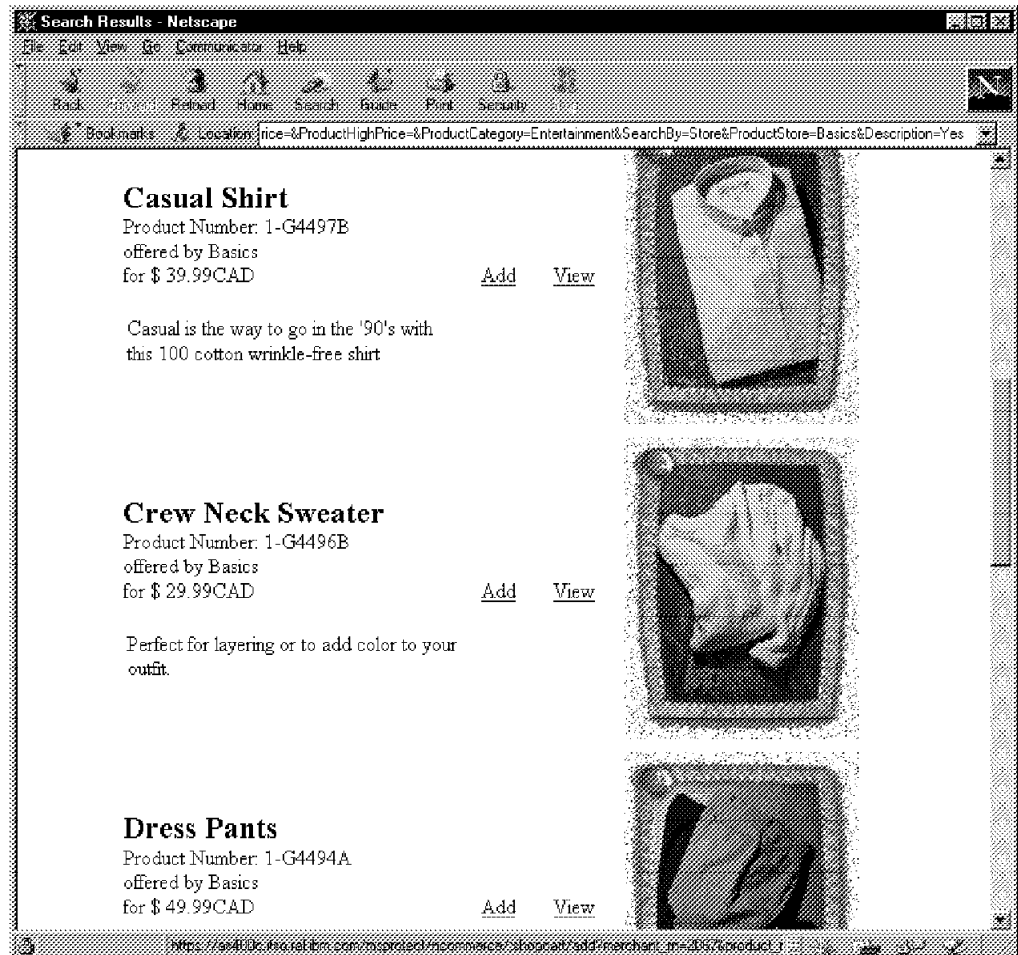 Search Results - Netscape
File Edit View Go Communicator Help
Back Forward Reload Home Search Guide Print Security Stop
N
Bookmarks Location: rice=&ProductHighPrice=&ProductCategory=Entertainment&SearchBy=Store&ProductStore=Basics&Description=Yes
Casual Shirt
Product Number: 1-G4497B
offered by Basics
for $ 39.99CAD Add View
Casual is the way to go in the '90's with
this 100 cotton wrinkle-free shirt
Crew Neck Sweater
Product Number: 1-G4496B
offered by Basics
for $ 29.99CAD Add View
Perfect for layering or to add color to your
outfit.
Dress Pants
Product Number: 1-G4494A
offered by Basics
for $ 49.99CAD Add View